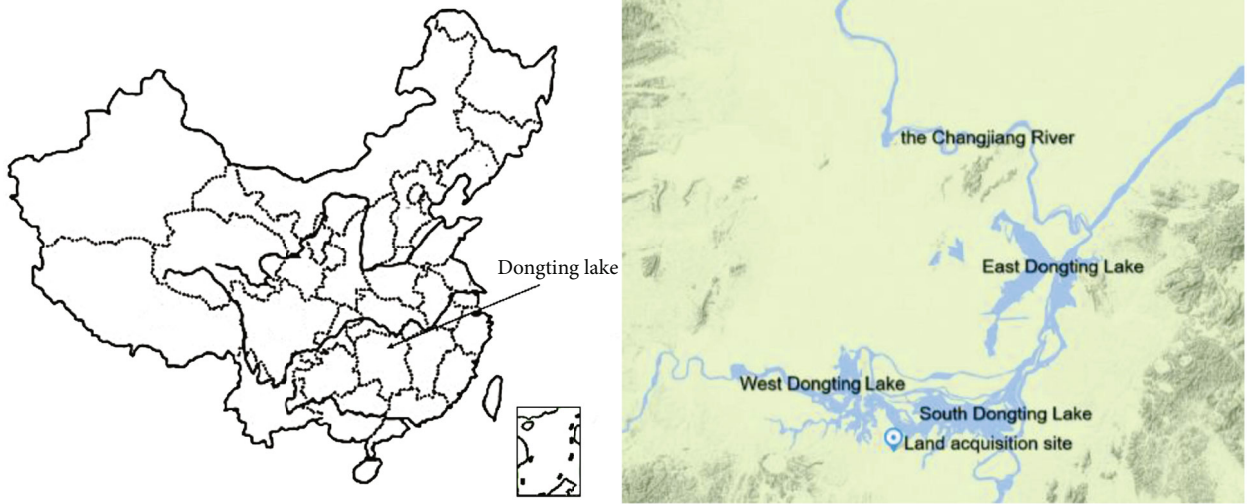 Dongting lake
the Changjiang River
East Dongting Lake
West Dongting Lake
South Dongting Lake
Land acquisition site